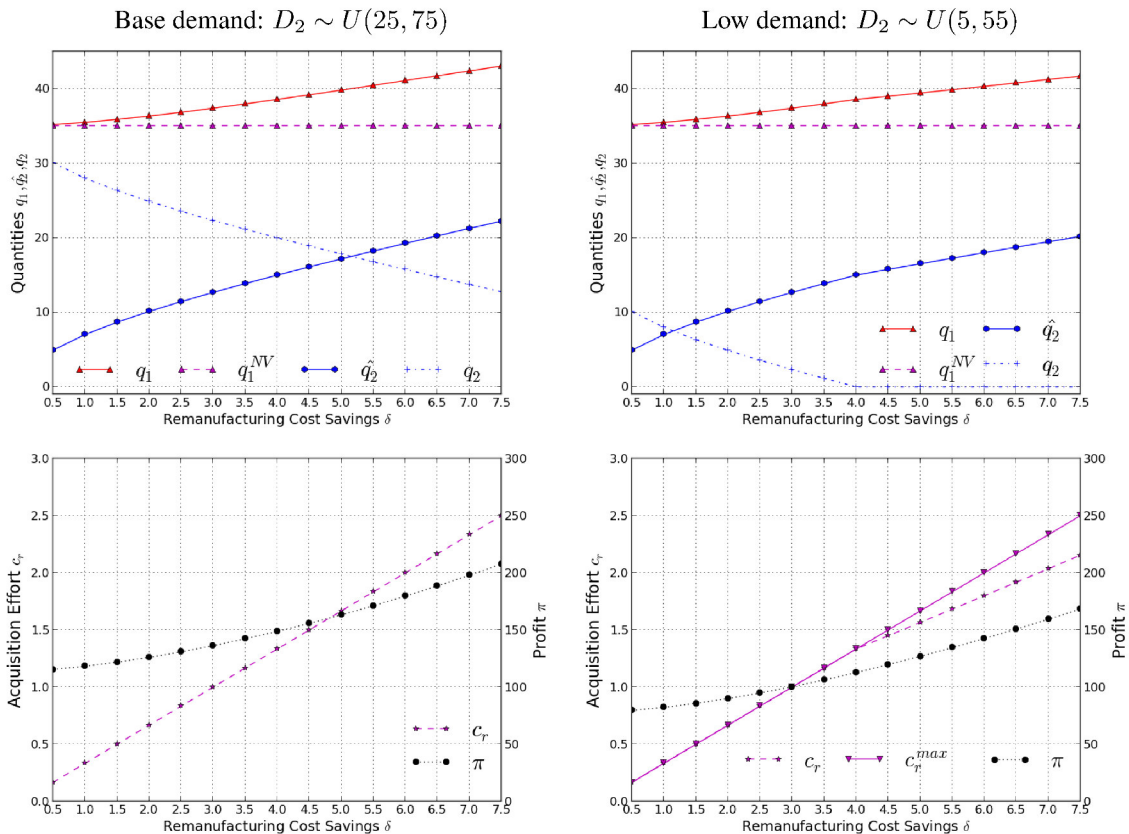 Base demand: D₂ ∼ U(25, 75)
40
30
20
10
0
Quantities q₁, q̂₂, q₂
q₁
q₁^NV
q̂₂
q₂
0.5 1.0 1.5 2.0 2.5 3.0 3.5 4.0 4.5 5.0 5.5 6.0 6.5 7.0 7.5
Remanufacturing Cost Savings δ
Low demand: D₂ ∼ U(5, 55)
40
30
20
10
0
Quantities q₁, q̂₂, q₂
q₁
q̂₂
q₁^NV
q₂
0.5 1.0 1.5 2.0 2.5 3.0 3.5 4.0 4.5 5.0 5.5 6.0 6.5 7.0 7.5
Remanufacturing Cost Savings δ
3.0
2.5
2.0
1.5
1.0
0.5
0.0
Acquisition Effort cᵣ
cᵣ
π
300
250
200
150
100
50
0
Profit π
0.5 1.0 1.5 2.0 2.5 3.0 3.5 4.0 4.5 5.0 5.5 6.0 6.5 7.0 7.5
Remanufacturing Cost Savings δ
3.0
2.5
2.0
1.5
1.0
0.5
0.0
Acquisition Effort cᵣ
cᵣ
cᵣ^max
π
300
250
200
150
100
50
0
Profit π
0.5 1.0 1.5 2.0 2.5 3.0 3.5 4.0 4.5 5.0 5.5 6.0 6.5 7.0 7.5
Remanufacturing Cost Savings δ